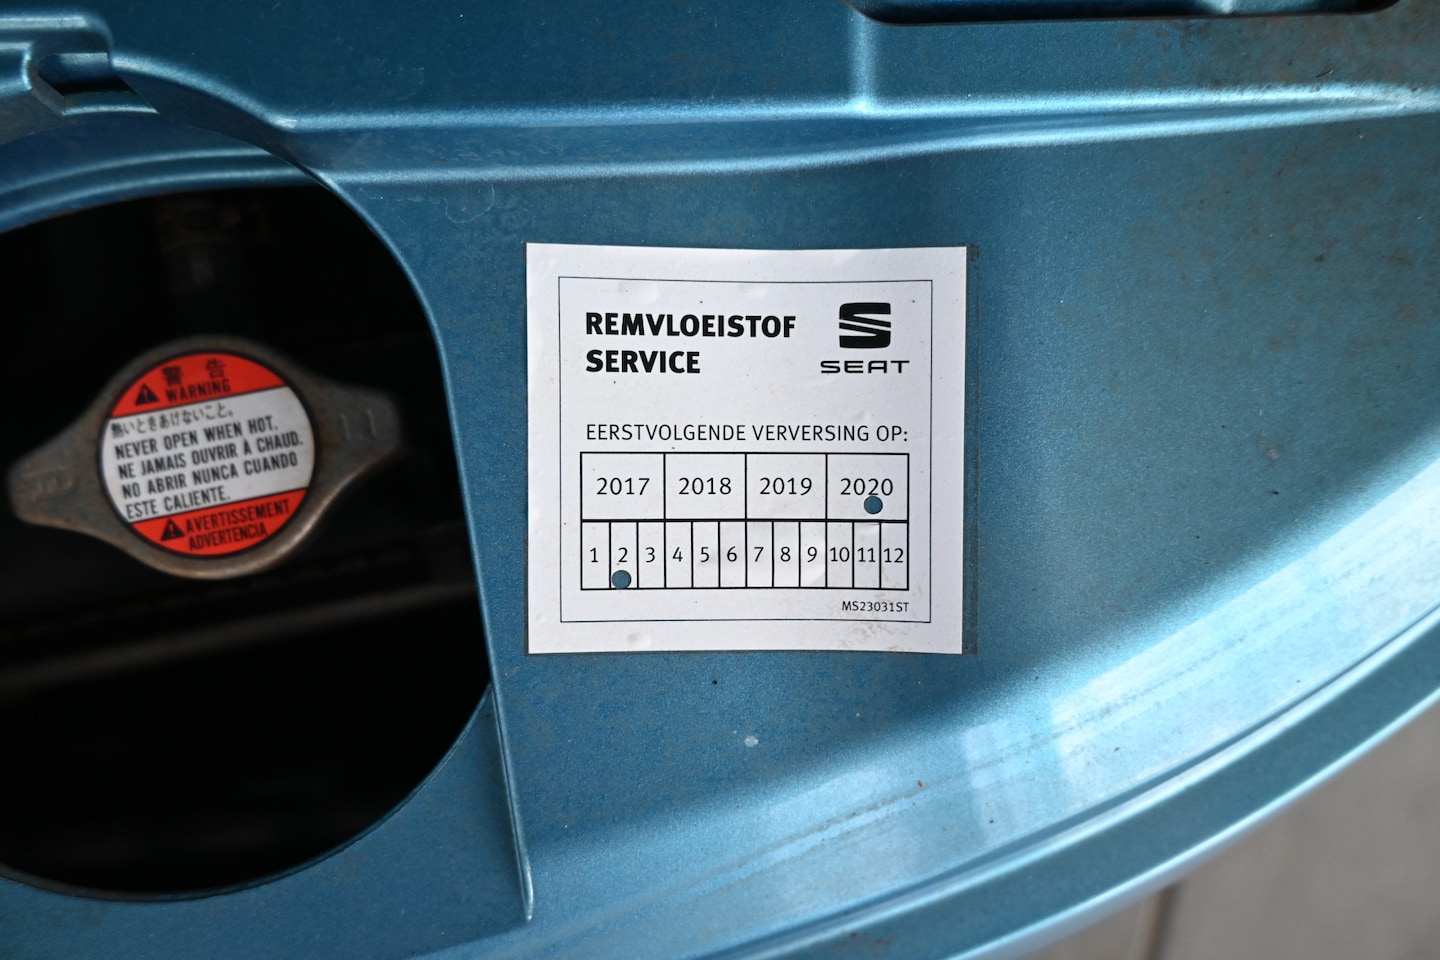 警告
WARNING
熱いときあけないこと。
NEVER OPEN WHEN HOT.
NE JAMAIS OUVRIR À CHAUD.
NO ABRIR NUNCA CUANDO
ESTE CALIENTE.
AVERTISSEMENT
ADVERTENCIA
REMVLOEISTOF
SERVICE
SEAT
EERSTVOLGENDE VERVERSING OP:
2017 2018 2019 2020
1 2 3 4 5 6 7 8 9 10 11 12
MS23031ST